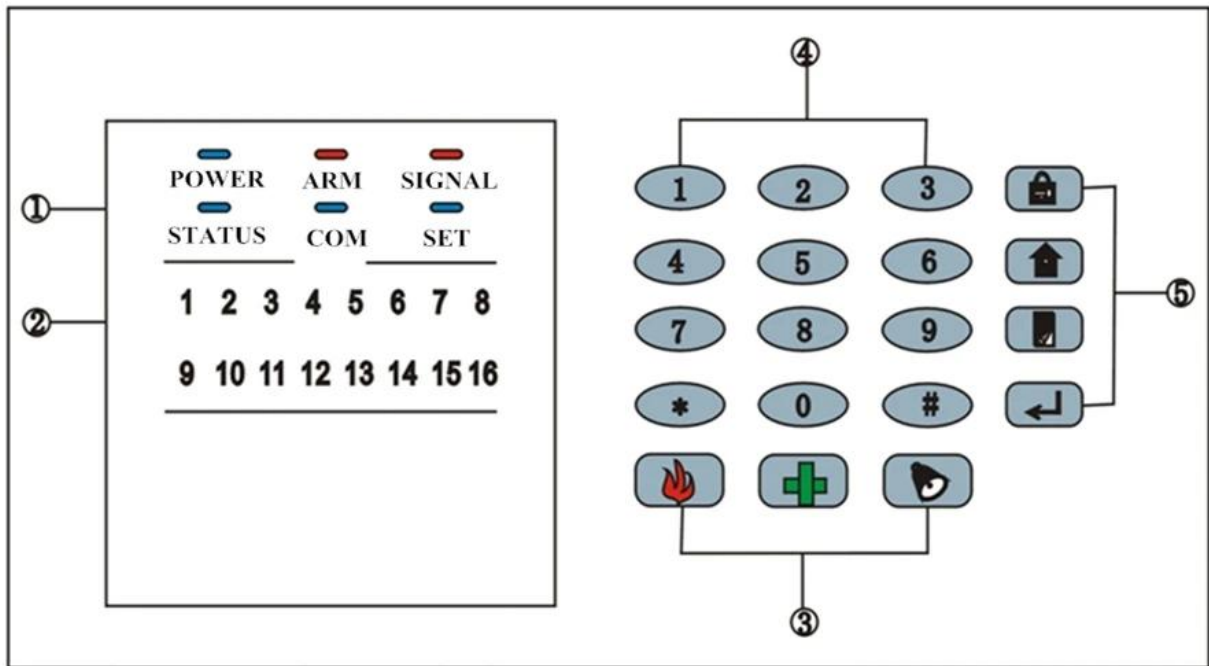 ④
1 2 3
POWER ARM SIGNAL
①
STATUS COM SET
4 5 6
⑤
1 2 3 4 5 6 7 8
②
7 8 9
9 10 11 12 13 14 15 16
* 0 #
③